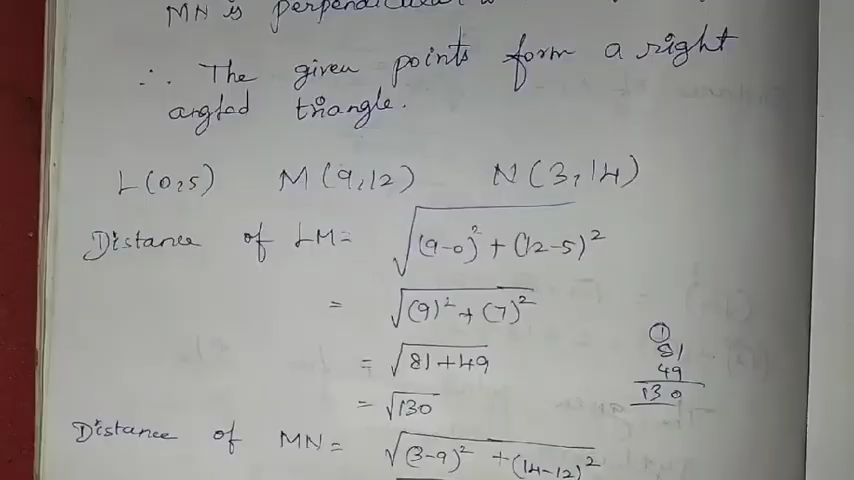 MN is perpendicular
∴ The given points form a right
angled triangle.
L(0,5) M(9,12) N(3,14)
Distance of LM = √(9-0)² + (12-5)²
= √(9)² + (7)²
= √81+49
= √130
1
81
49
130
Distance of MN = √(3-9)² + (14-12)²